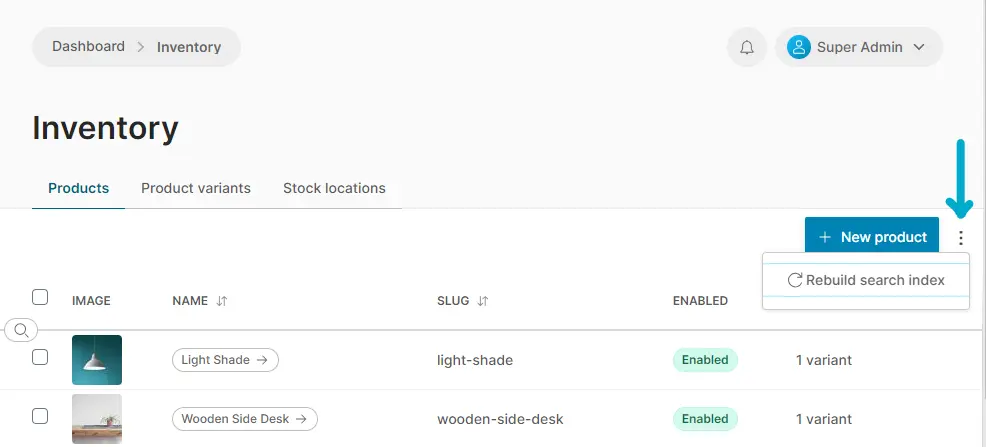 Dashboard Inventory Super Admin
Inventory
Products Product variants Stock locations
New product
Rebuild search index
IMAGE NAME SLUG ENABLED
Light Shade light-shade Enabled 1 variant
Wooden Side Desk wooden-side-desk Enabled 1 variant